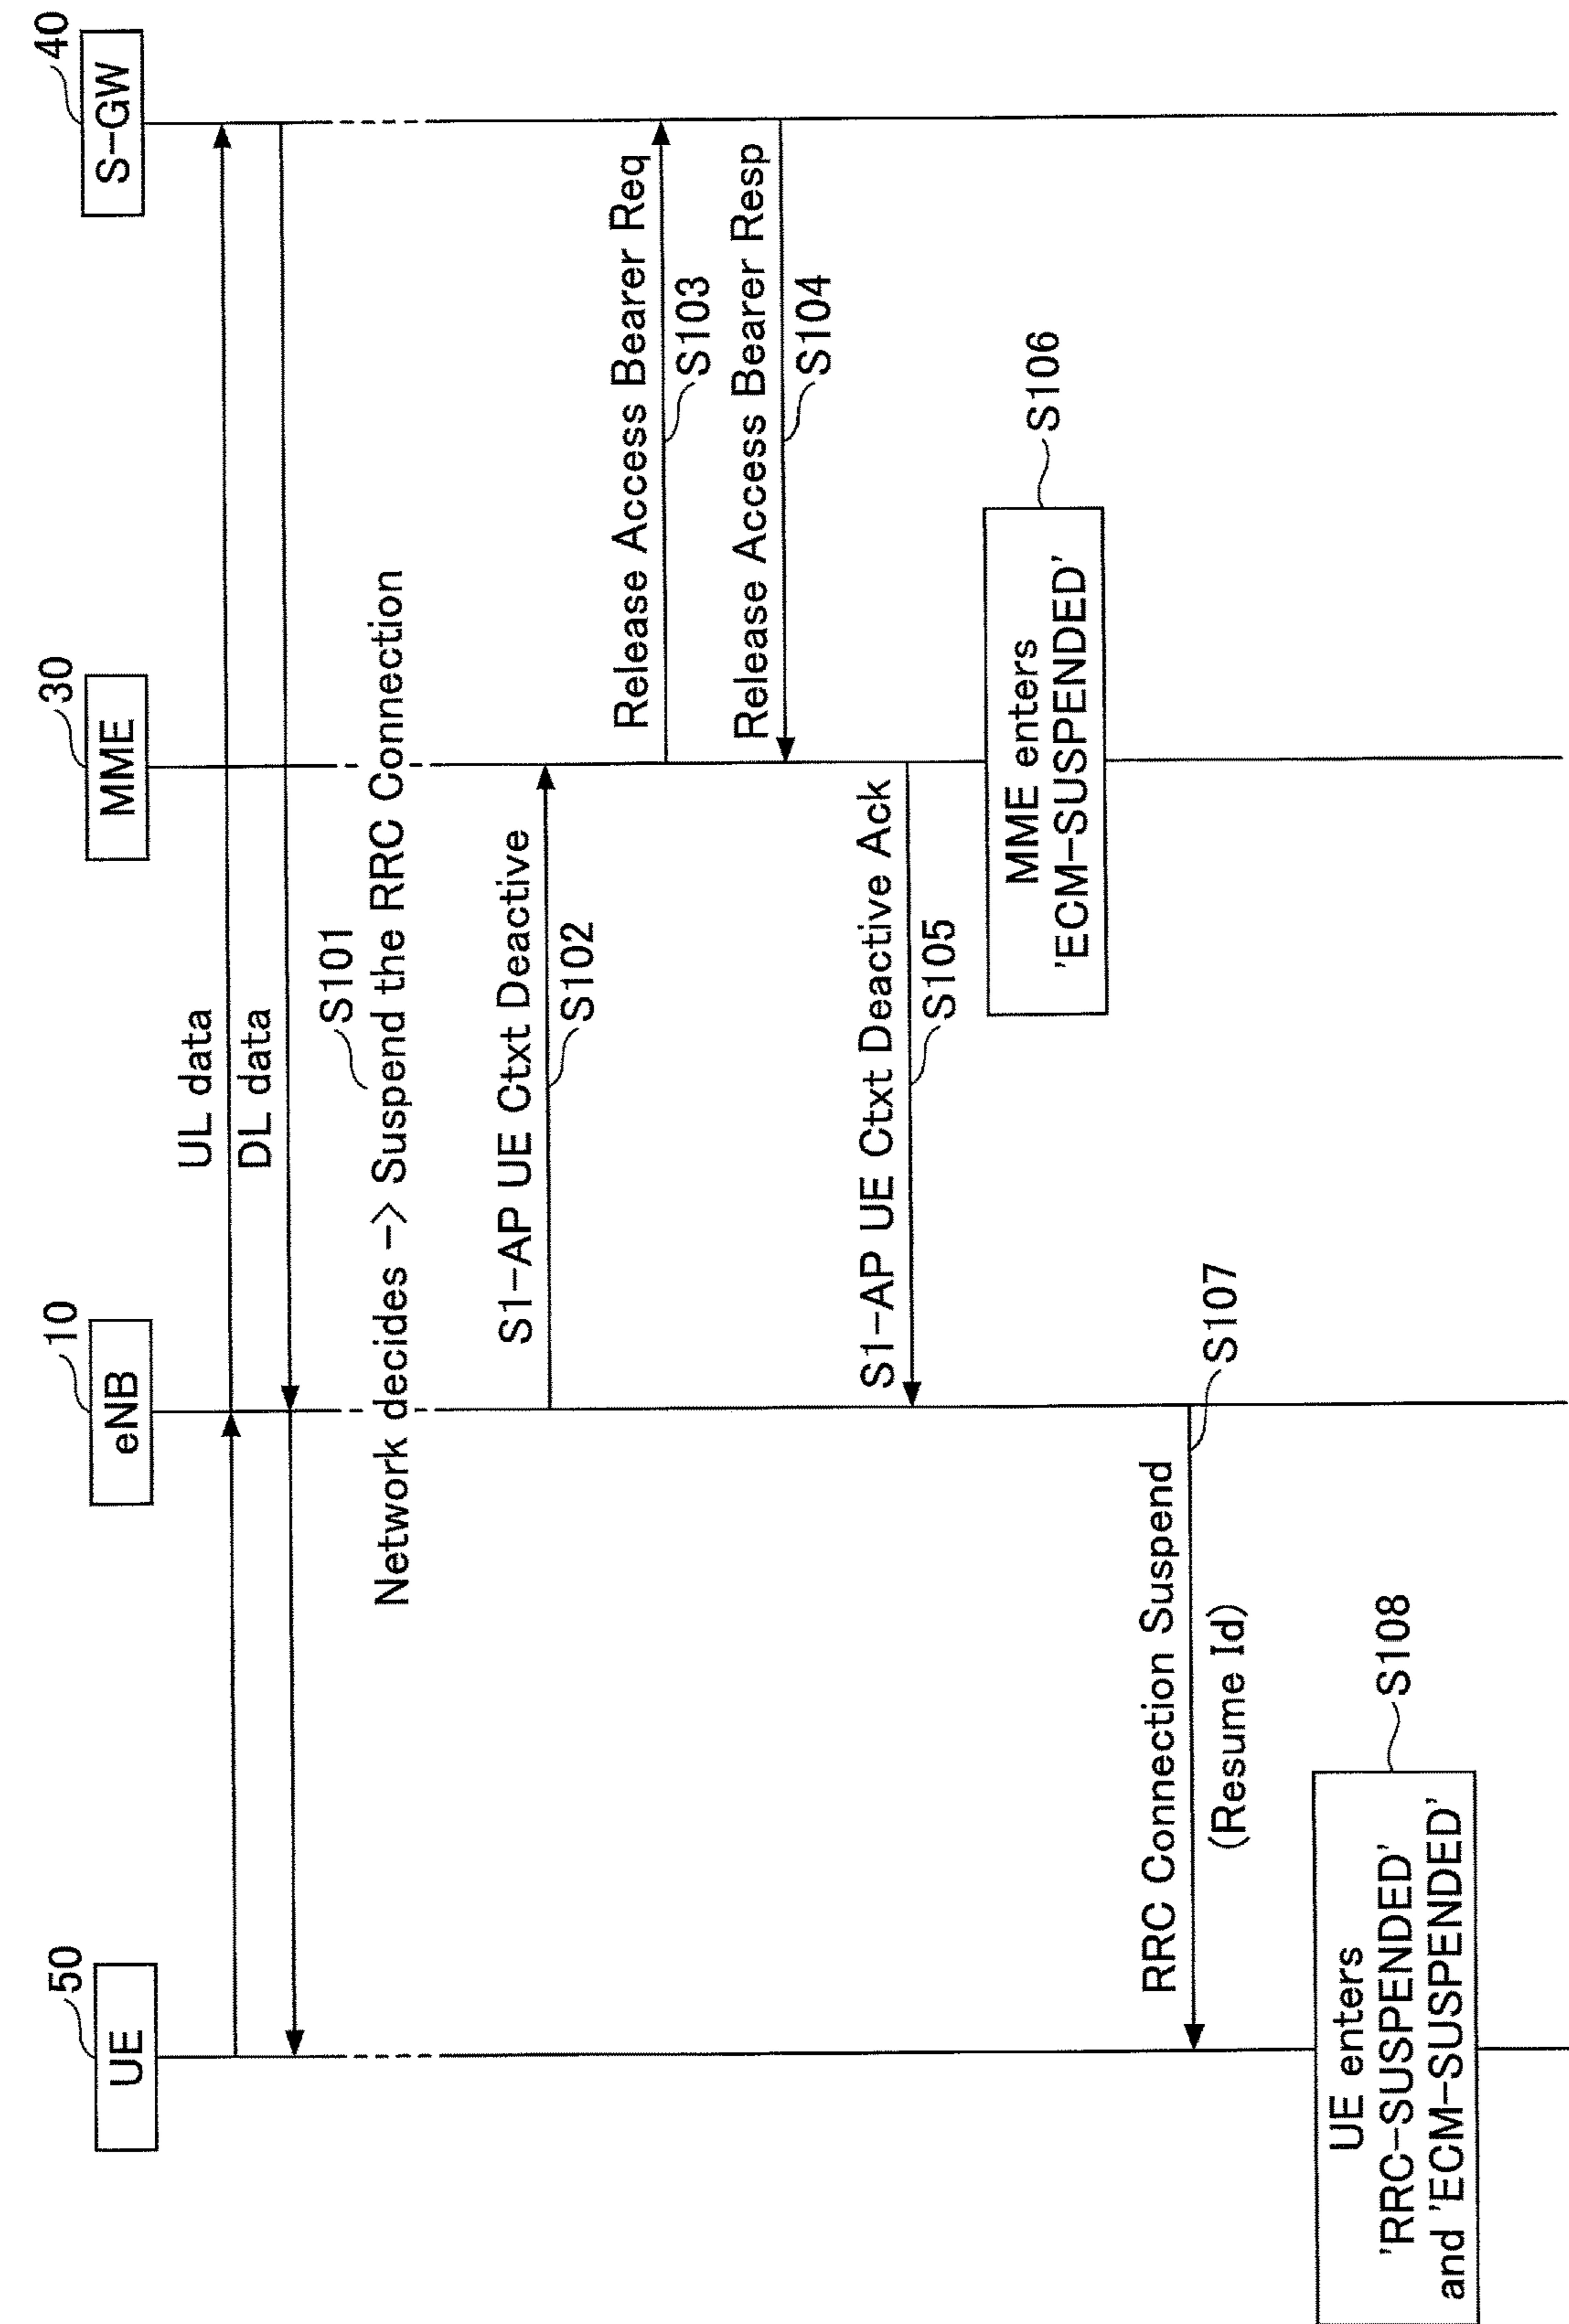 50
10
30
40
UE
eNB
MME
S-GW
UL data
DL data
S101
Network decides -> Suspend the RRC Connection
S1-AP UE Ctxt Deactive
S102
Release Access Bearer Req
S103
Release Access Bearer Resp
S104
S1-AP UE Ctxt Deactive Ack
S105
MME enters
'ECM-SUSPENDED'
S106
RRC Connection Suspend
S107
(Resume Id)
UE enters
'RRC-SUSPENDED'
and 'ECM-SUSPENDED'
S108